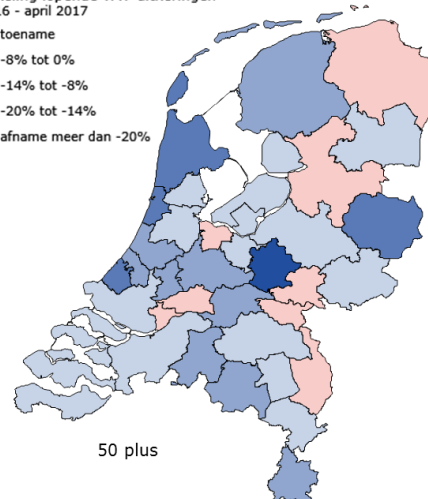 16 - april 2017
toename
-8% tot 0%
-14% tot -8%
-20% tot -14%
afname meer dan -20%
50 plus